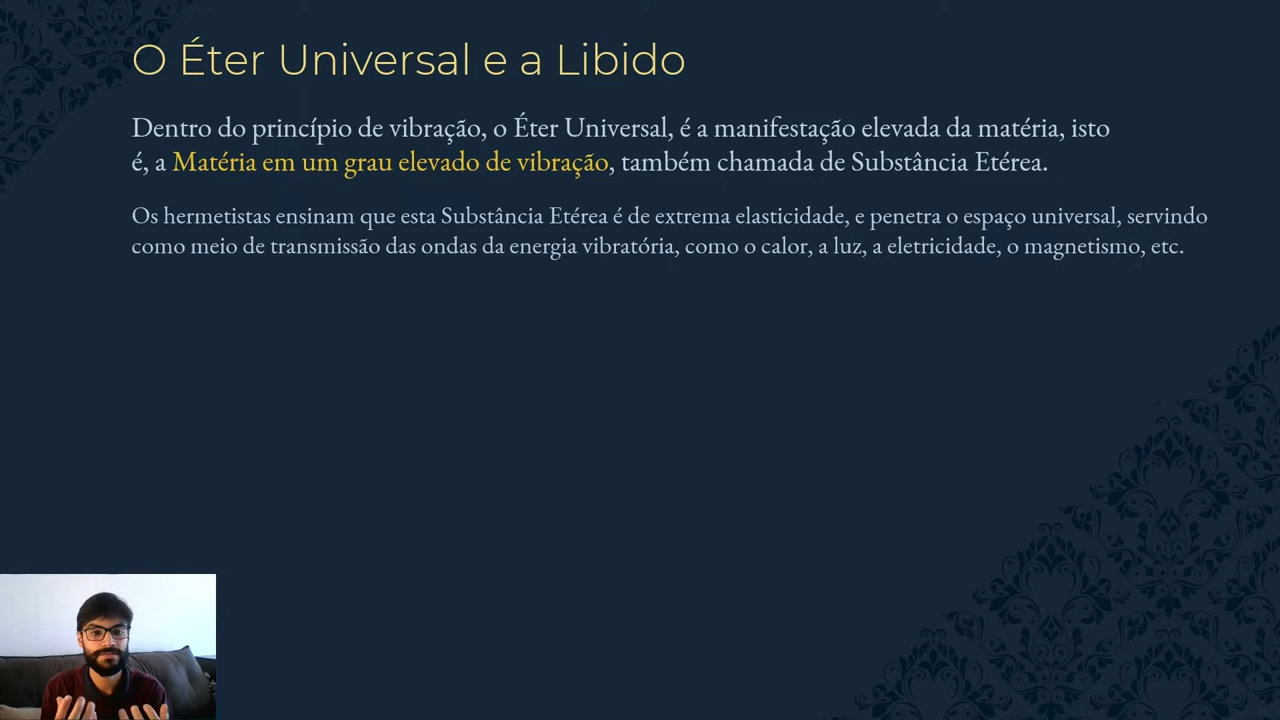 O Éter Universal e a Libido
Dentro do princípio de vibração, o Éter Universal, é a manifestação elevada da matéria, isto
é, a Matéria em um grau elevado de vibração, também chamada de Substância Etérea.
Os hermetistas ensinam que esta Substância Etérea é de extrema elasticidade, e penetra o espaço universal, servindo
como meio de transmissão das ondas da energia vibratória, como o calor, a luz, a eletricidade, o magnetismo, etc.